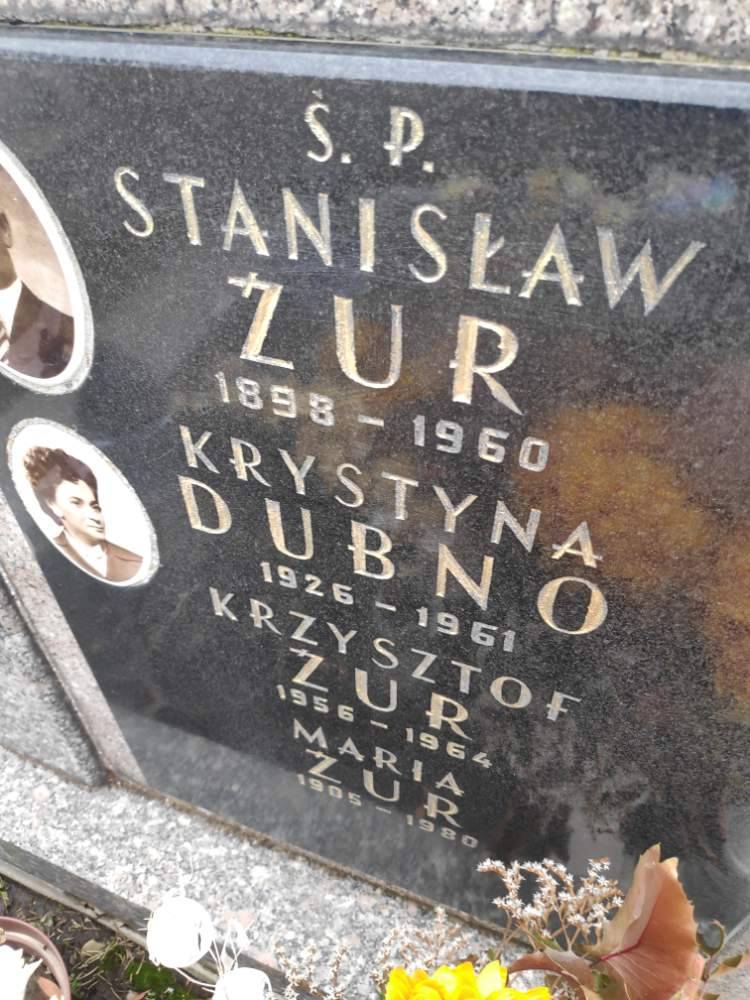 Ś. P.
STANISŁAW
ŻUR
1898 - 1960
KRYSTYNA
DUBNO
1926 - 1961
KRZYSZTOF
ŻUR
1956 - 1964
MARIA
ŻUR
1905 - 1980